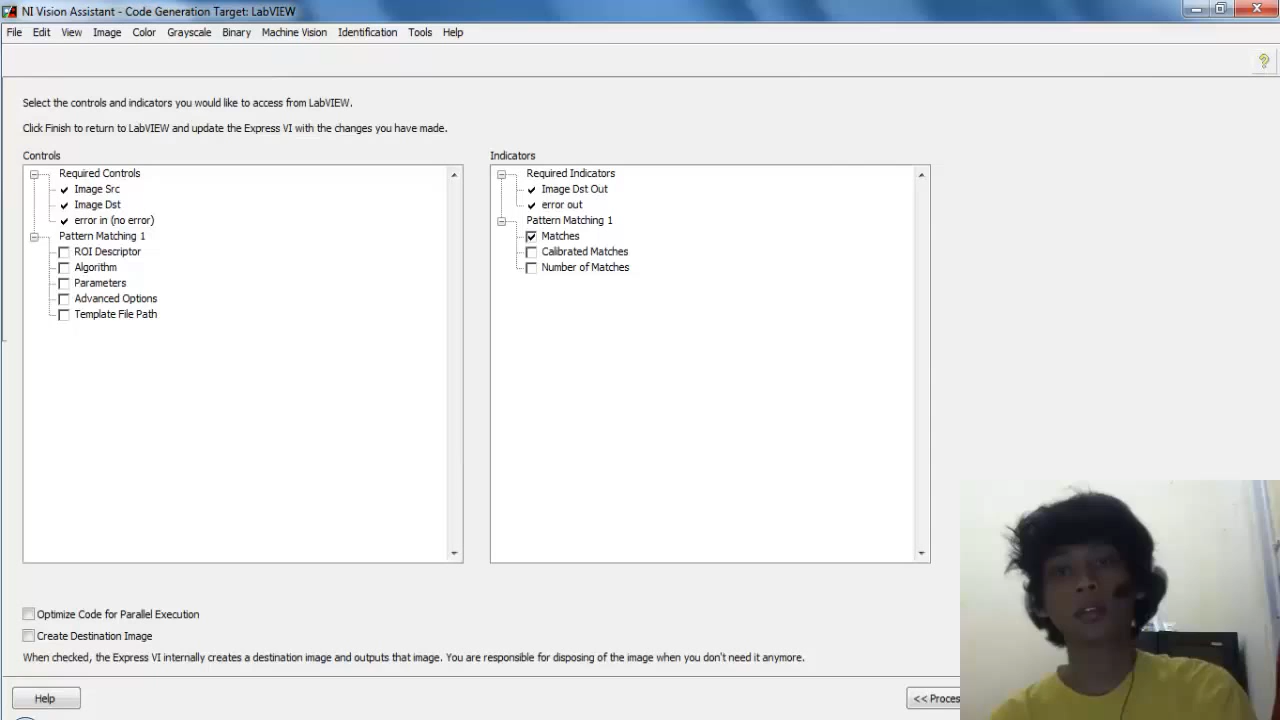 NI Vision Assistant - Code Generation Target: LabVIEW
File Edit View Image Color Grayscale Binary Machine Vision Identification Tools Help
Select the controls and indicators you would like to access from LabVIEW.
Click Finish to return to LabVIEW and update the Express VI with the changes you have made.
Controls
Required Controls
Image Src
Image Dst
error in (no error)
Pattern Matching 1
ROI Descriptor
Algorithm
Parameters
Advanced Options
Template File Path
Indicators
Required Indicators
Image Dst Out
error out
Pattern Matching 1
Matches
Calibrated Matches
Number of Matches
Optimize Code for Parallel Execution
Create Destination Image
When checked, the Express VI internally creates a destination image and outputs that image. You are responsible for disposing of the image when you don't need it anymore.
Help
<< Proces